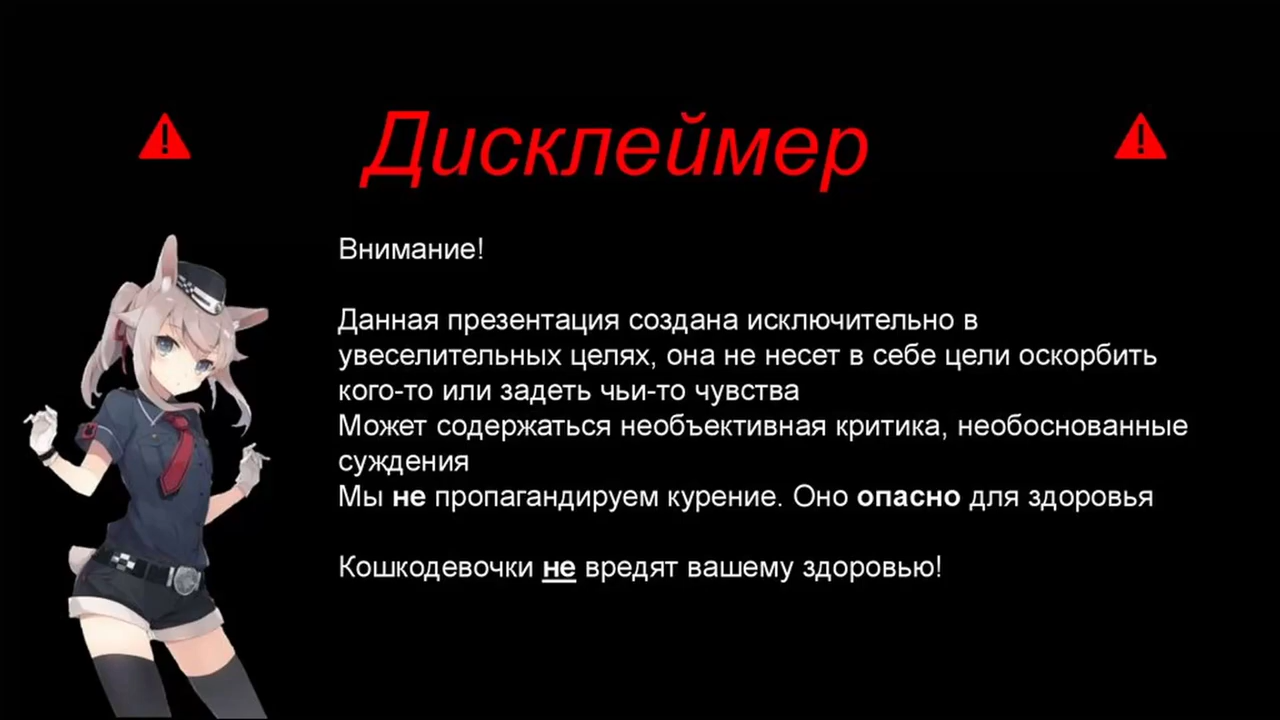 Дисклеймер
Внимание!
Данная презентация создана исключительно в
увеселительных целях, она не несет в себе цели оскорбить
кого-то или задеть чьи-то чувства
Может содержаться необъективная критика, необоснованные
суждения
Мы не пропагандируем курение. Оно опасно для здоровья
Кошкодевочки не вредят вашему здоровью!